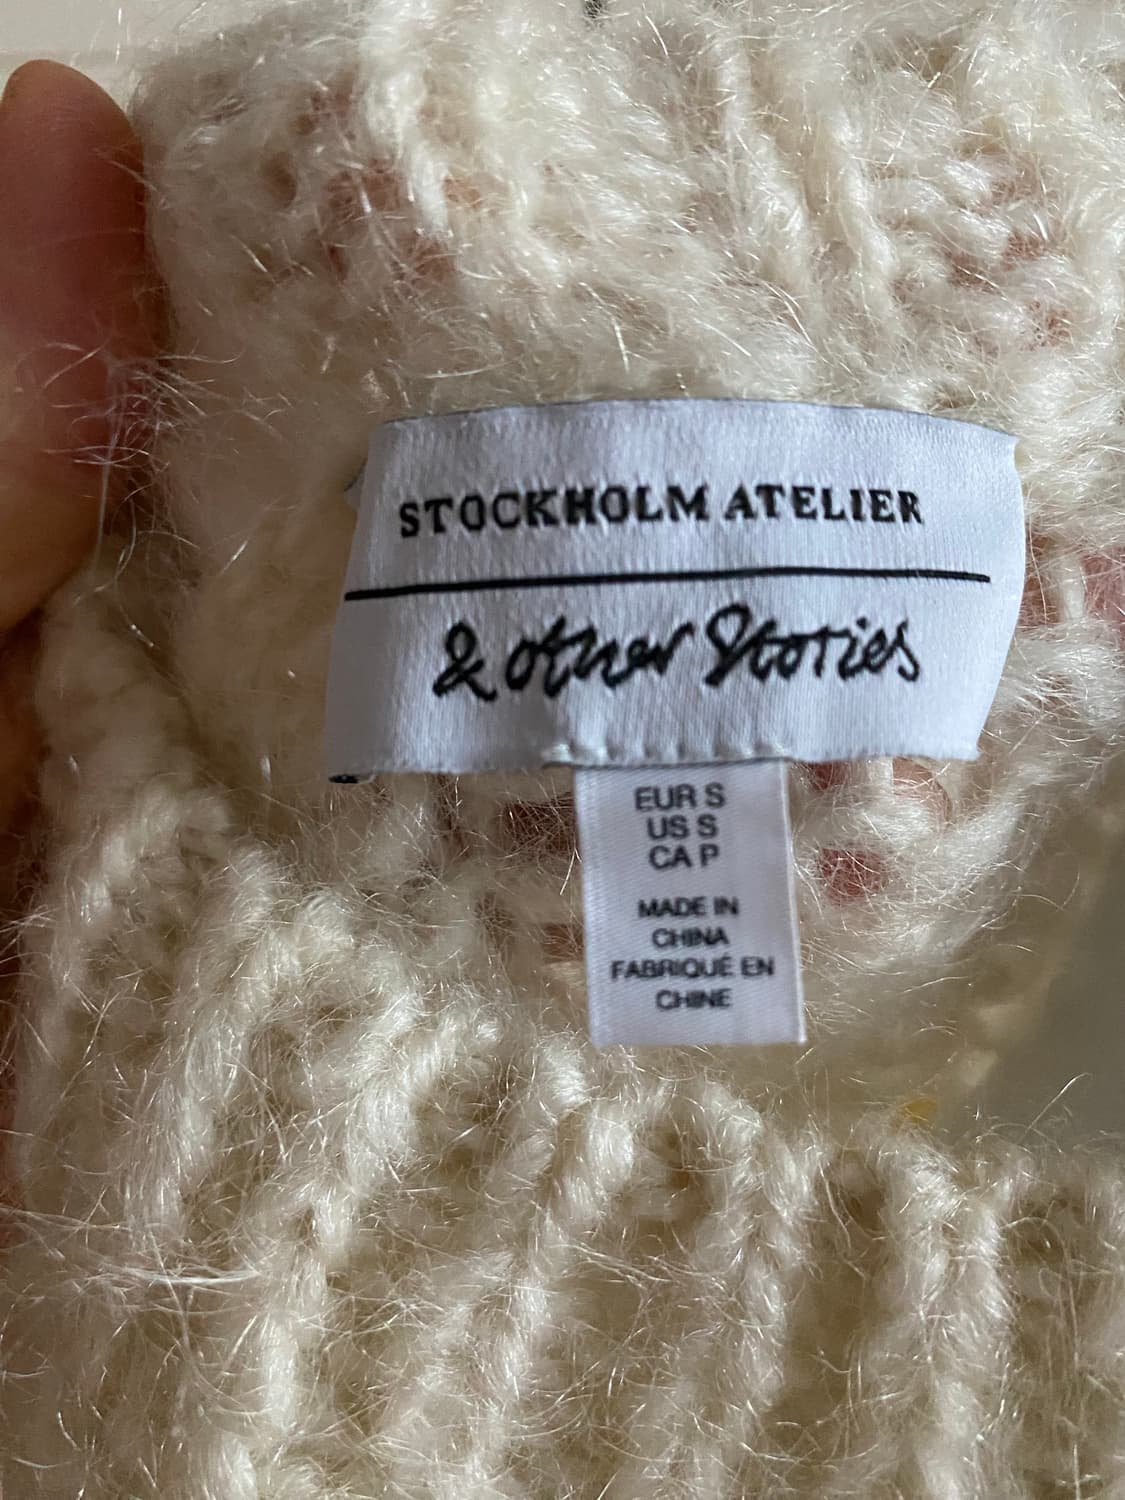 STOCKHOLM ATELIER
& other Stories
EUR S
US S
CA P
MADE IN
CHINA
FABRIQUÉ EN
CHINE